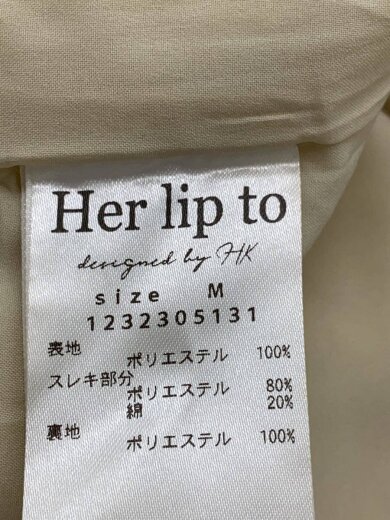 Her lip to
designed by HK
size M
1232305131
表地 ポリエステル 100%
スレキ部分 ポリエステル 80%
綿 20%
裏地 ポリエステル 100%